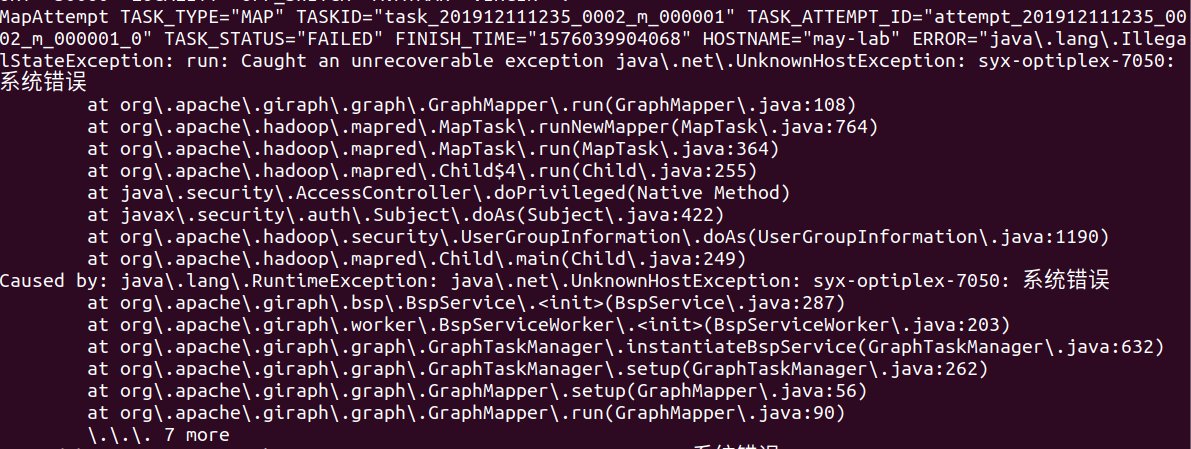 MapAttempt TASK_TYPE="MAP" TASKID="task_201912111235_0002_m_000001" TASK_ATTEMPT_ID="attempt_201912111235_00
02_m_000001_0" TASK_STATUS="FAILED" FINISH_TIME="1576039904068" HOSTNAME="may-lab" ERROR="java\.lang\.Illega
lStateException: run: Caught an unrecoverable exception java\.net\.UnknownHostException: syx-optiplex-7050:
系统错误
at org\.apache\.giraph\.graph\.GraphMapper\.run(GraphMapper\.java:108)
at org\.apache\.hadoop\.mapred\.MapTask\.runNewMapper(MapTask\.java:764)
at org\.apache\.hadoop\.mapred\.MapTask\.run(MapTask\.java:364)
at org\.apache\.hadoop\.mapred\.Child$4\.run(Child\.java:255)
at java\.security\.AccessController\.doPrivileged(Native Method)
at javax\.security\.auth\.Subject\.doAs(Subject\.java:422)
at org\.apache\.hadoop\.security\.UserGroupInformation\.doAs(UserGroupInformation\.java:1190)
at org\.apache\.hadoop\.mapred\.Child\.main(Child\.java:249)
Caused by: java\.lang\.RuntimeException: java\.net\.UnknownHostException: syx-optiplex-7050: 系统错误
at org\.apache\.giraph\.bsp\.BspService\.<init>(BspService\.java:287)
at org\.apache\.giraph\.worker\.BspServiceWorker\.<init>(BspServiceWorker\.java:203)
at org\.apache\.giraph\.graph\.GraphTaskManager\.instantiateBspService(GraphTaskManager\.java:632)
at org\.apache\.giraph\.graph\.GraphTaskManager\.setup(GraphTaskManager\.java:262)
at org\.apache\.giraph\.graph\.GraphMapper\.setup(GraphMapper\.java:56)
at org\.apache\.giraph\.graph\.GraphMapper\.run(GraphMapper\.java:90)
\.\.\. 7 more